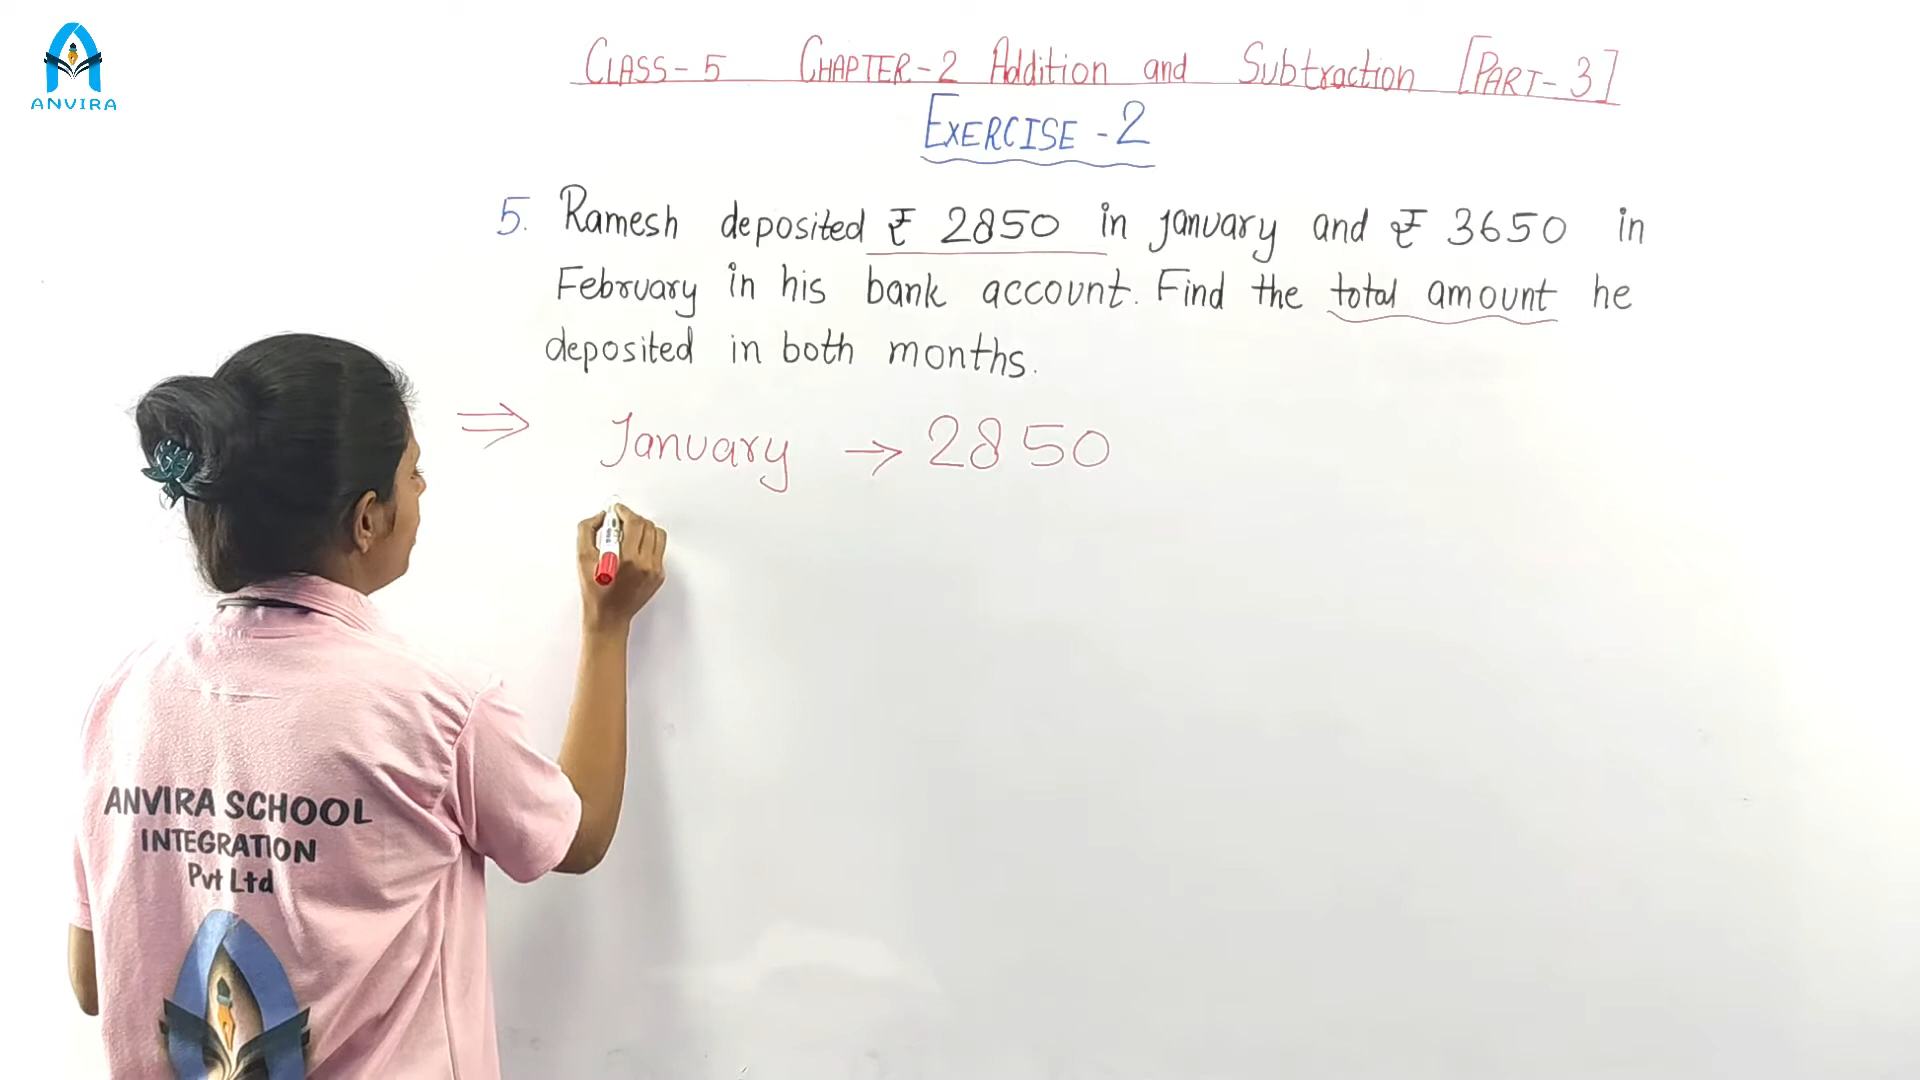 ANVIRA
CLASS-5 CHAPTER-2 Addition and Subtraction [PART-3]
EXERCISE-2
5. Ramesh deposited ₹ 2850 in january and ₹ 3650 in
February in his bank account. Find the total amount he
deposited in both months.
⇒ January → 2850
ANVIRA SCHOOL
INTEGRATION
Pvt Ltd